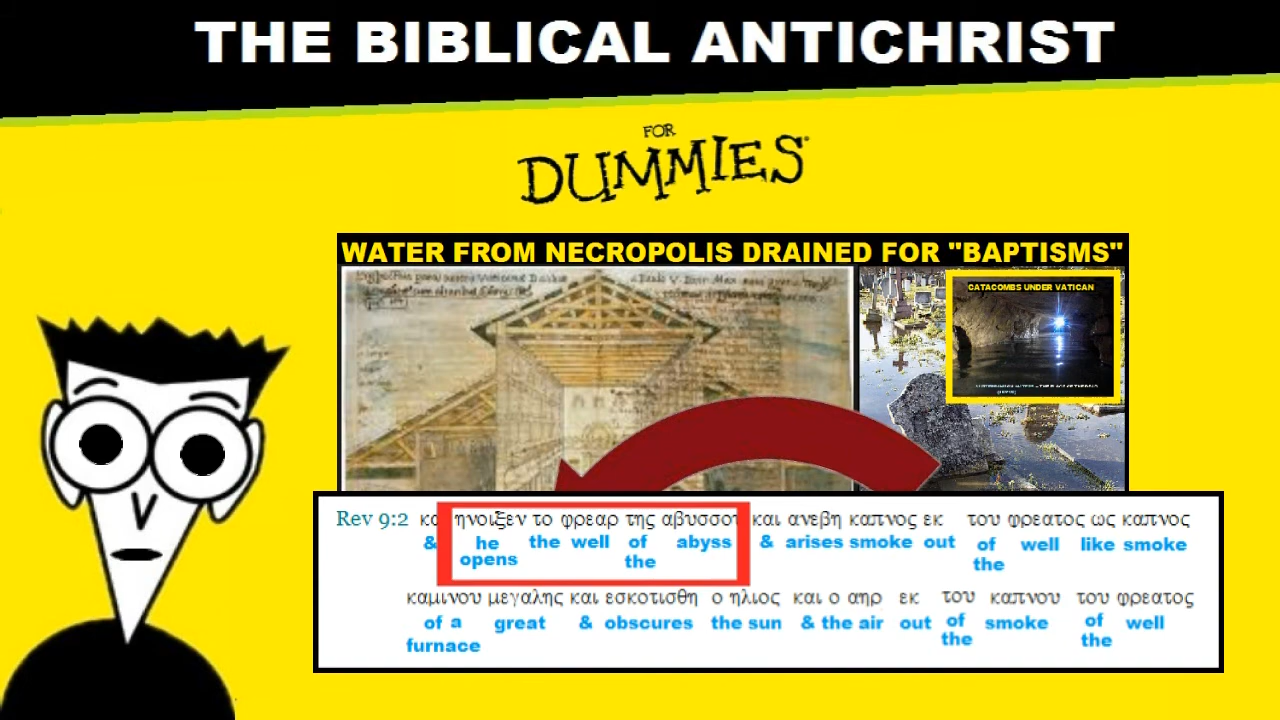 THE BIBLICAL ANTICHRIST
FOR
DUMMIES
WATER FROM NECROPOLIS DRAINED FOR "BAPTISMS"
CATACOMBS UNDER VATICAN
Rev 9:2 ηνοιξεν το φρεαρ της αβυσσου και ανεβη καπνος εκ του φρεατος ως καπνος
& he the well of abyss & arises smoke out of well like smoke
opens the the
καμινου μεγαλης και εσκοτισθη ο ηλιος και ο αηρ εκ του καπνου του φρεατος
of a great & obscures the sun & the air out of smoke of well
furnace the the